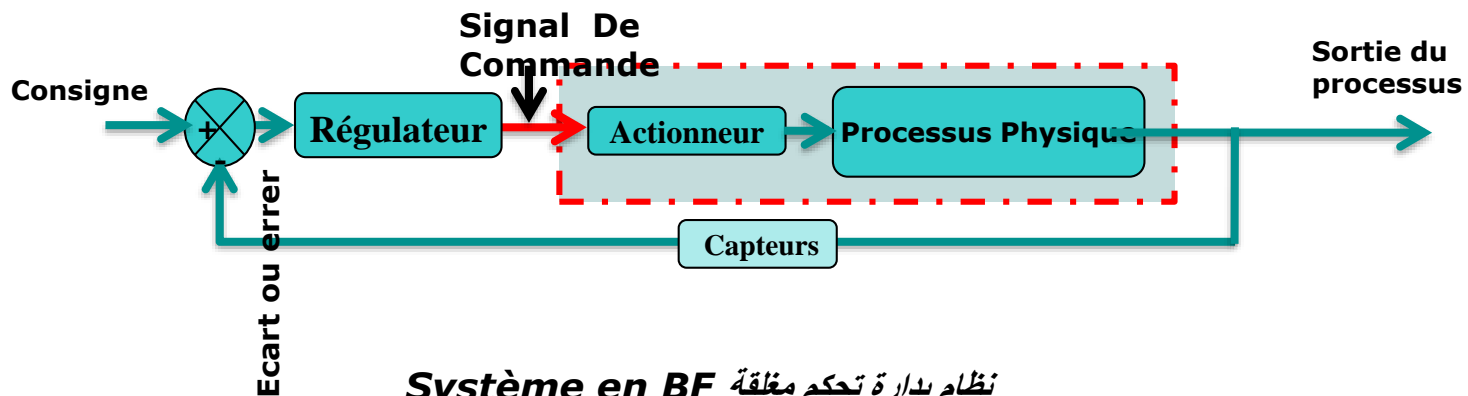 Signal De
Commande
Consigne
Sortie du
processus
+
Régulateur
Actionneur
Processus Physique
-
Capteurs
Ecart ou errer
Système en BF نظام بدارة تحكم مغلقة